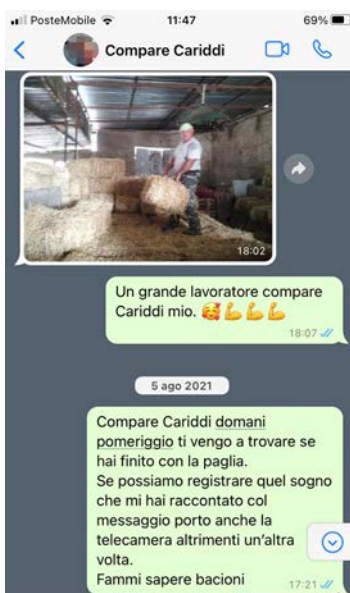 PosteMobile 11:47 69%
Compare Cariddi
18:02
Un grande lavoratore compare
Cariddi mio. 🥰💪💪💪
18:07
5 ago 2021
Compare Cariddi domani
pomeriggio ti vengo a trovare se
hai finito con la paglia.
Se possiamo registrare quel sogno
che mi hai raccontato col
messaggio porto anche la
telecamera altrimenti un'altra
volta.
Fammi sapere bacioni
17:21